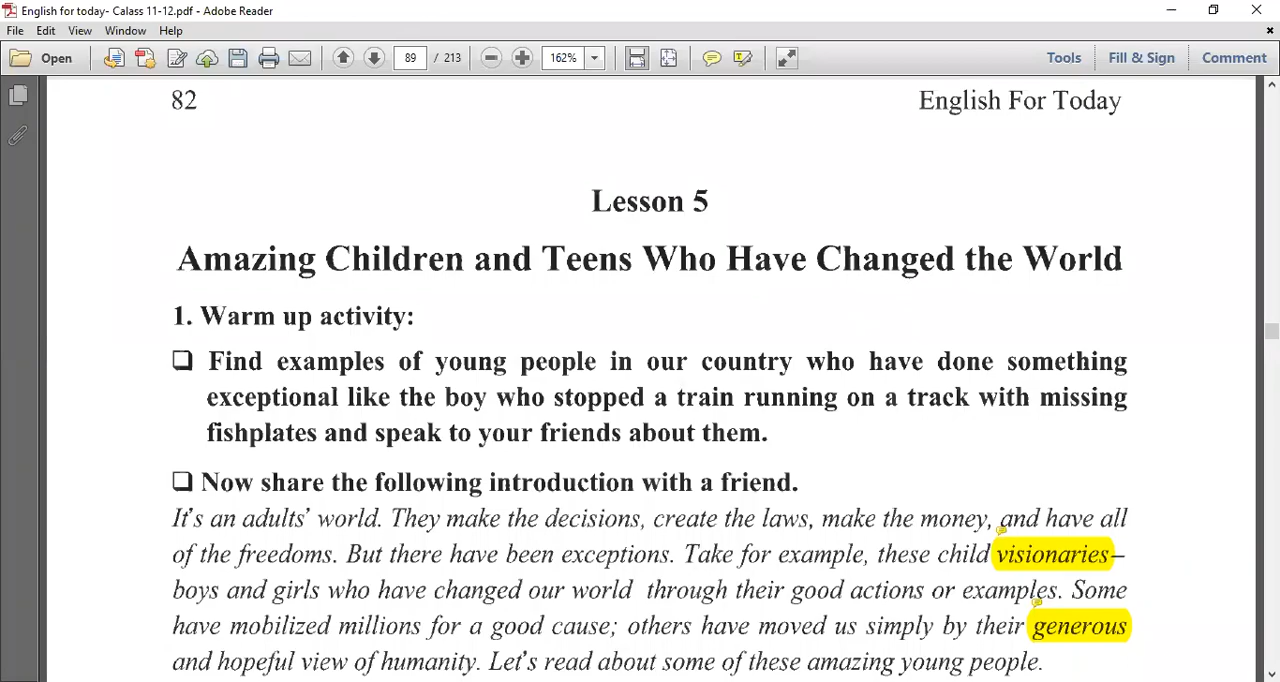 English for today- Calass 11-12.pdf - Adobe Reader
File Edit View Window Help
Open 89 / 213 162% Tools Fill & Sign Comment
82 English For Today
Lesson 5
Amazing Children and Teens Who Have Changed the World
1. Warm up activity:
❑ Find examples of young people in our country who have done something
exceptional like the boy who stopped a train running on a track with missing
fishplates and speak to your friends about them.
❑ Now share the following introduction with a friend.
It's an adults' world. They make the decisions, create the laws, make the money, and have all
of the freedoms. But there have been exceptions. Take for example, these child visionaries–
boys and girls who have changed our world through their good actions or examples. Some
have mobilized millions for a good cause; others have moved us simply by their generous
and hopeful view of humanity. Let's read about some of these amazing young people.